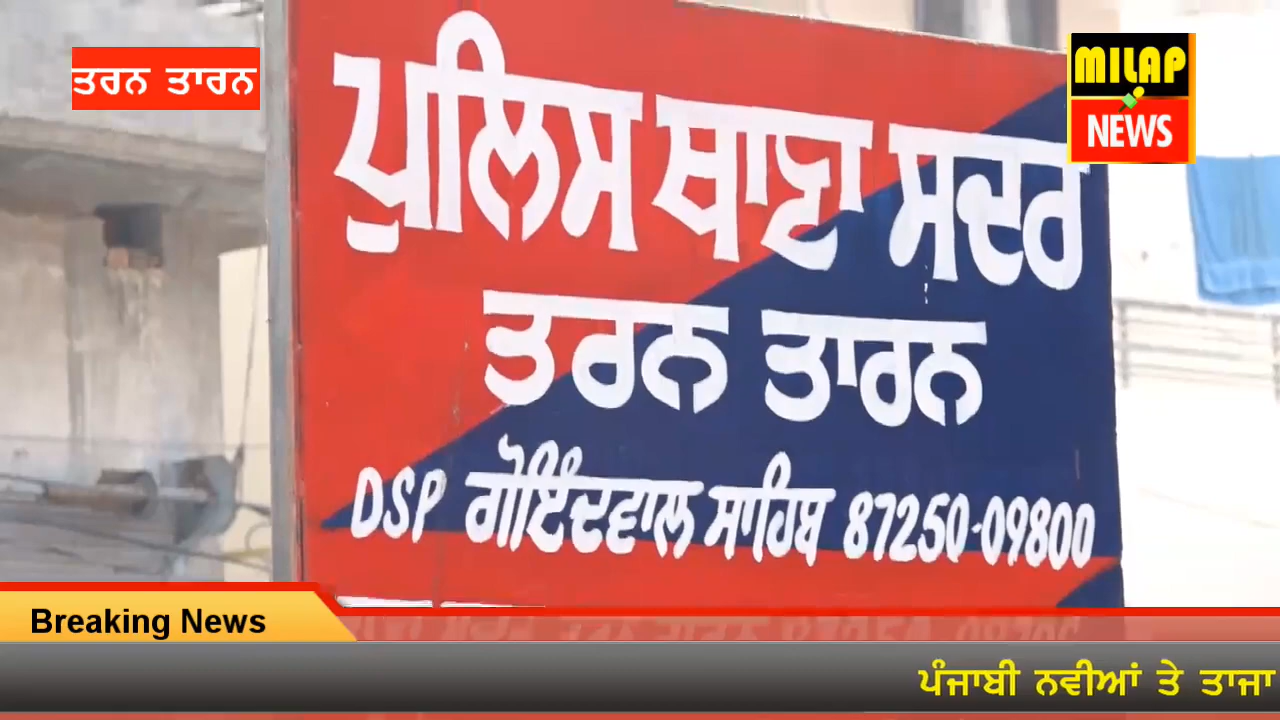 ਤਰਨ ਤਾਰਨ
MILAP
NEWS
ਪੁਲਿਸ ਥਾਣਾ ਸਦਰ
ਤਰਨ ਤਾਰਨ
DSP ਗੋਇੰਦਵਾਲ ਸਾਹਿਬ 87250-09800
Breaking News
ਪੰਜਾਬੀ ਨਵੀਆਂ ਤੇ ਤਾਜਾ